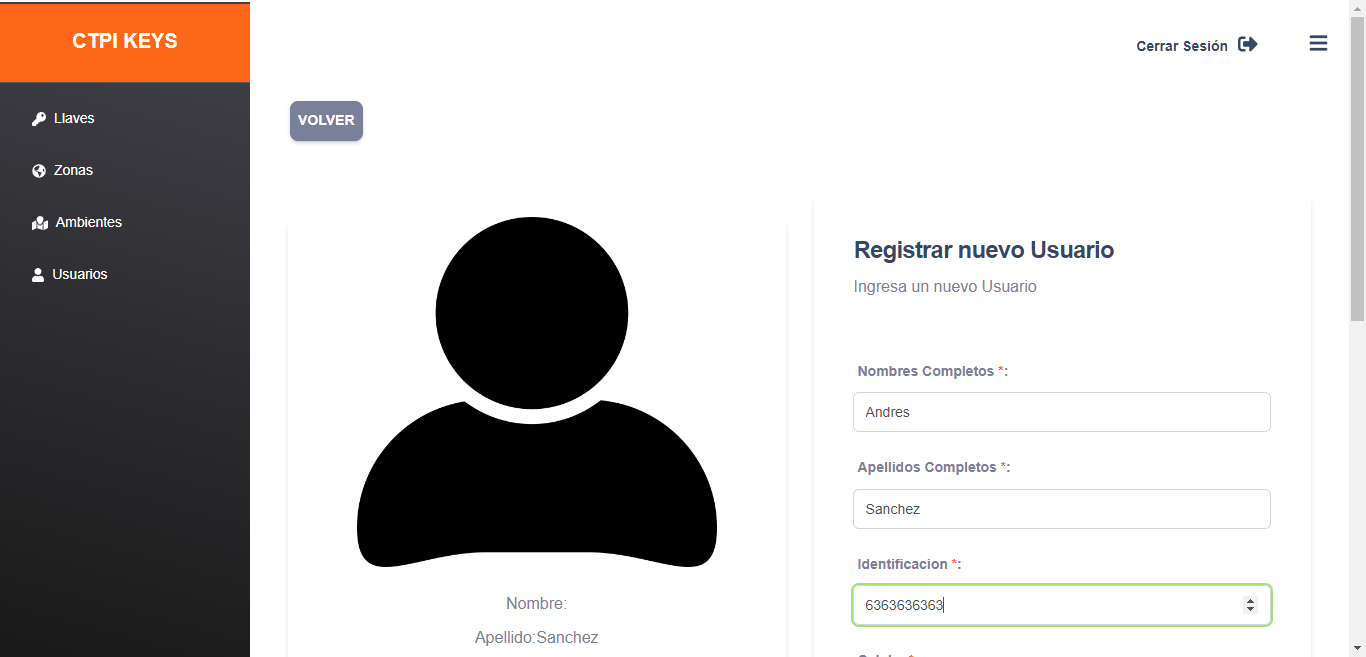 CTPI KEYS
Cerrar Sesión
Llaves
Zonas
Ambientes
Usuarios
VOLVER
Nombre:
Apellido:Sanchez
Registrar nuevo Usuario
Ingresa un nuevo Usuario
Nombres Completos *:
Andres
Apellidos Completos *:
Sanchez
Identificacion *:
6363636363